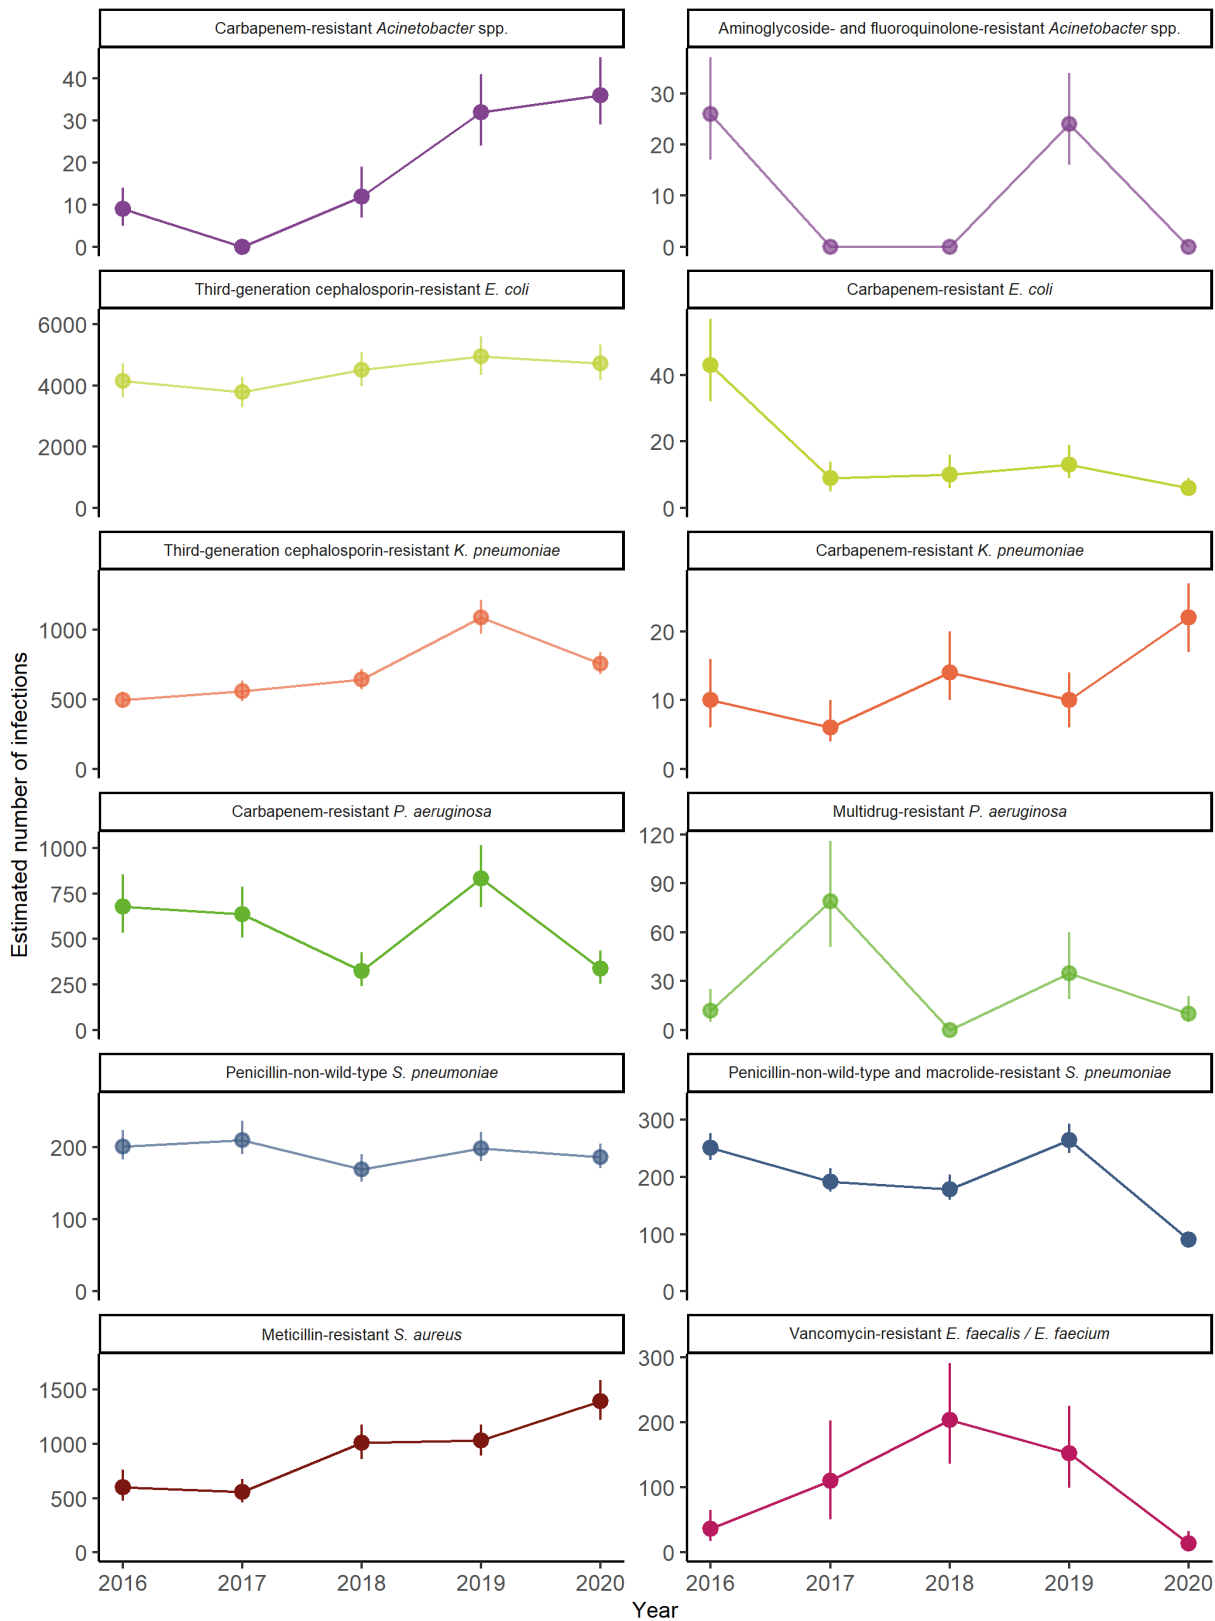 Carbapenem-resistant Acinetobacter spp.
Aminoglycoside- and fluoroquinolone-resistant Acinetobacter spp.
40
30
20
10
0
30
20
10
0
Third-generation cephalosporin-resistant E. coli
Carbapenem-resistant E. coli
6000
4000
2000
0
40
20
0
Third-generation cephalosporin-resistant K. pneumoniae
Carbapenem-resistant K. pneumoniae
1000
500
0
20
10
0
Carbapenem-resistant P. aeruginosa
Multidrug-resistant P. aeruginosa
1000
750
500
250
0
120
90
60
30
0
Penicillin-non-wild-type S. pneumoniae
Penicillin-non-wild-type and macrolide-resistant S. pneumoniae
200
100
0
300
200
100
0
Meticillin-resistant S. aureus
Vancomycin-resistant E. faecalis / E. faecium
1500
1000
500
0
300
200
100
0
2016 2017 2018 2019 2020
2016 2017 2018 2019 2020
Estimated number of infections
Year